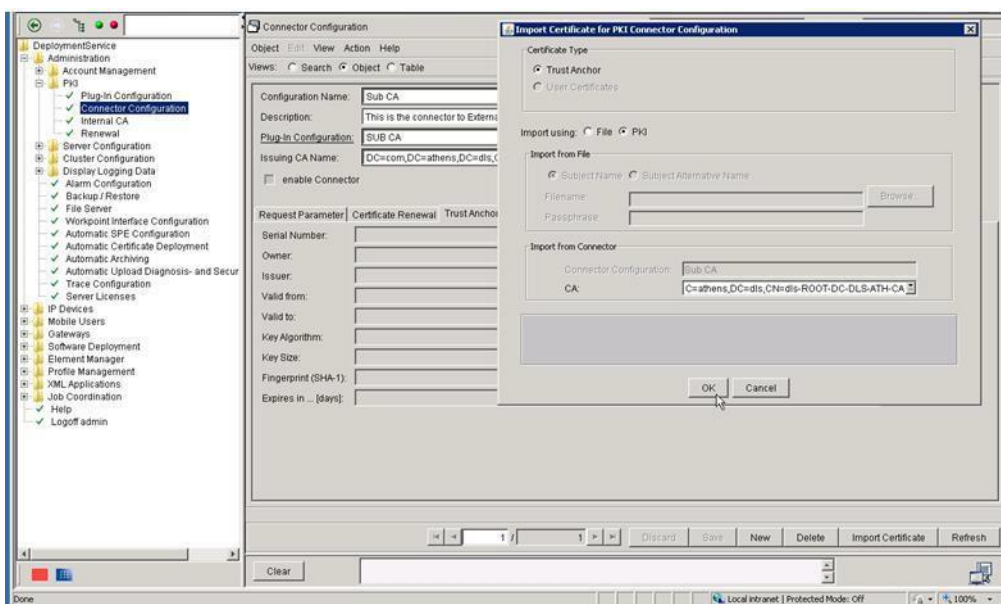 DeploymentService
Administration
Account Management
PKI
Plug-In Configuration
Connector Configuration
Internal CA
Renewal
Server Configuration
Cluster Configuration
Display Logging Data
Alarm Configuration
Backup / Restore
File Server
Workpoint Interface Configuration
Automatic SPE Configuration
Automatic Certificate Deployment
Automatic Archiving
Automatic Upload Diagnosis- and Secur
Trace Configuration
Server Licenses
IP Devices
Mobile Users
Gateways
Software Deployment
Element Manager
Profile Management
XML Applications
Job Coordination
Help
Logoff admin
Connector Configuration
Object Edit View Action Help
Views: Search Object Table
Configuration Name: Sub CA
Description: This is the connector to Externa
Plug-In Configuration: SUB CA
Issuing CA Name: DC=com,DC=athens,DC=dls,
enable Connector
Request Parameter Certificate Renewal Trust Anchor
Serial Number:
Owner:
Issuer:
Valid from:
Valid to:
Key Algorithm:
Key Size:
Fingerprint (SHA-1):
Expires in ... [days]:
Import Certificate for PKI Connector Configuration
Certificate Type
Trust Anchor
User Certificates
Import using: File PKI
Import from File
Subject Name Subject Alternative Name
Filename: Browse...
Passphrase:
Import from Connector
Connector Configuration: Sub CA
CA: C=athens,DC=dls,CN=dls-ROOT-DC-DLS-ATH-CA
OK Cancel
1 / 1 Discard Save New Delete Import Certificate Refresh
Clear
Done Local intranet | Protected Mode: Off 100%